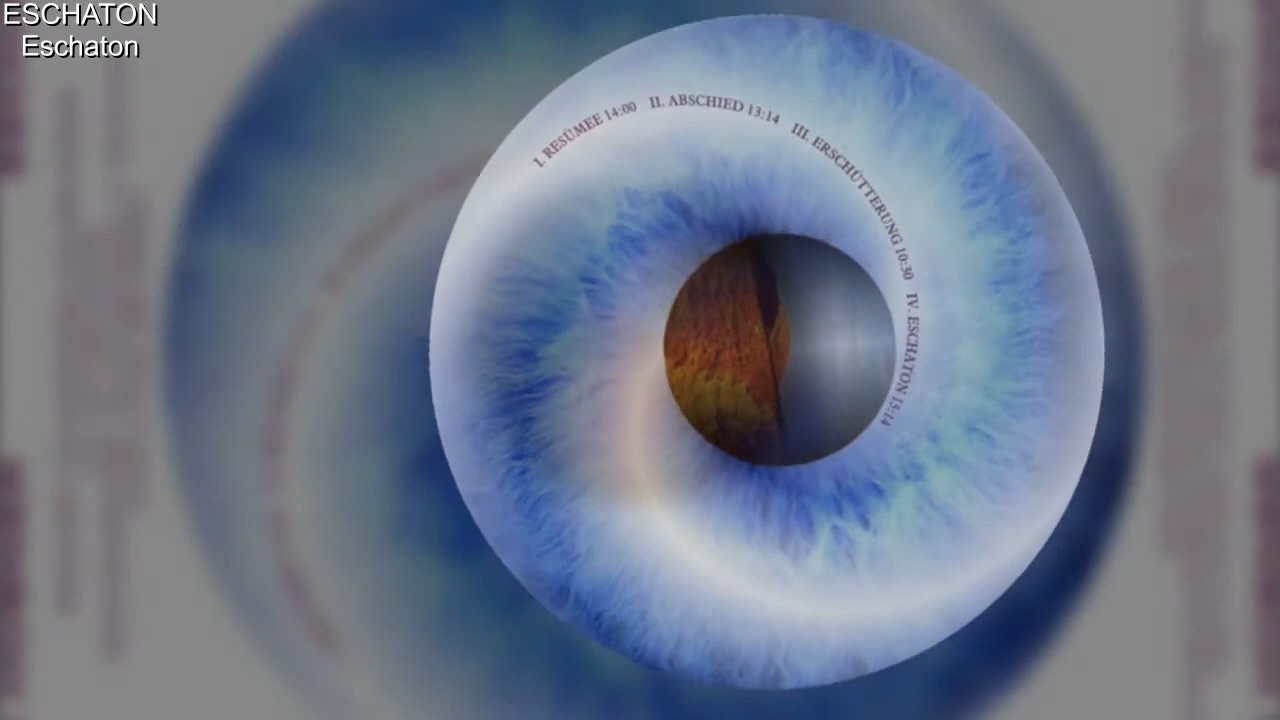 ESCHATON
Eschaton
I. RESÜMEE 14:00 II. ABSCHIED 13:14 III. ERSCHÜTTERUNG 10:30 IV. ESCHATON 15:14